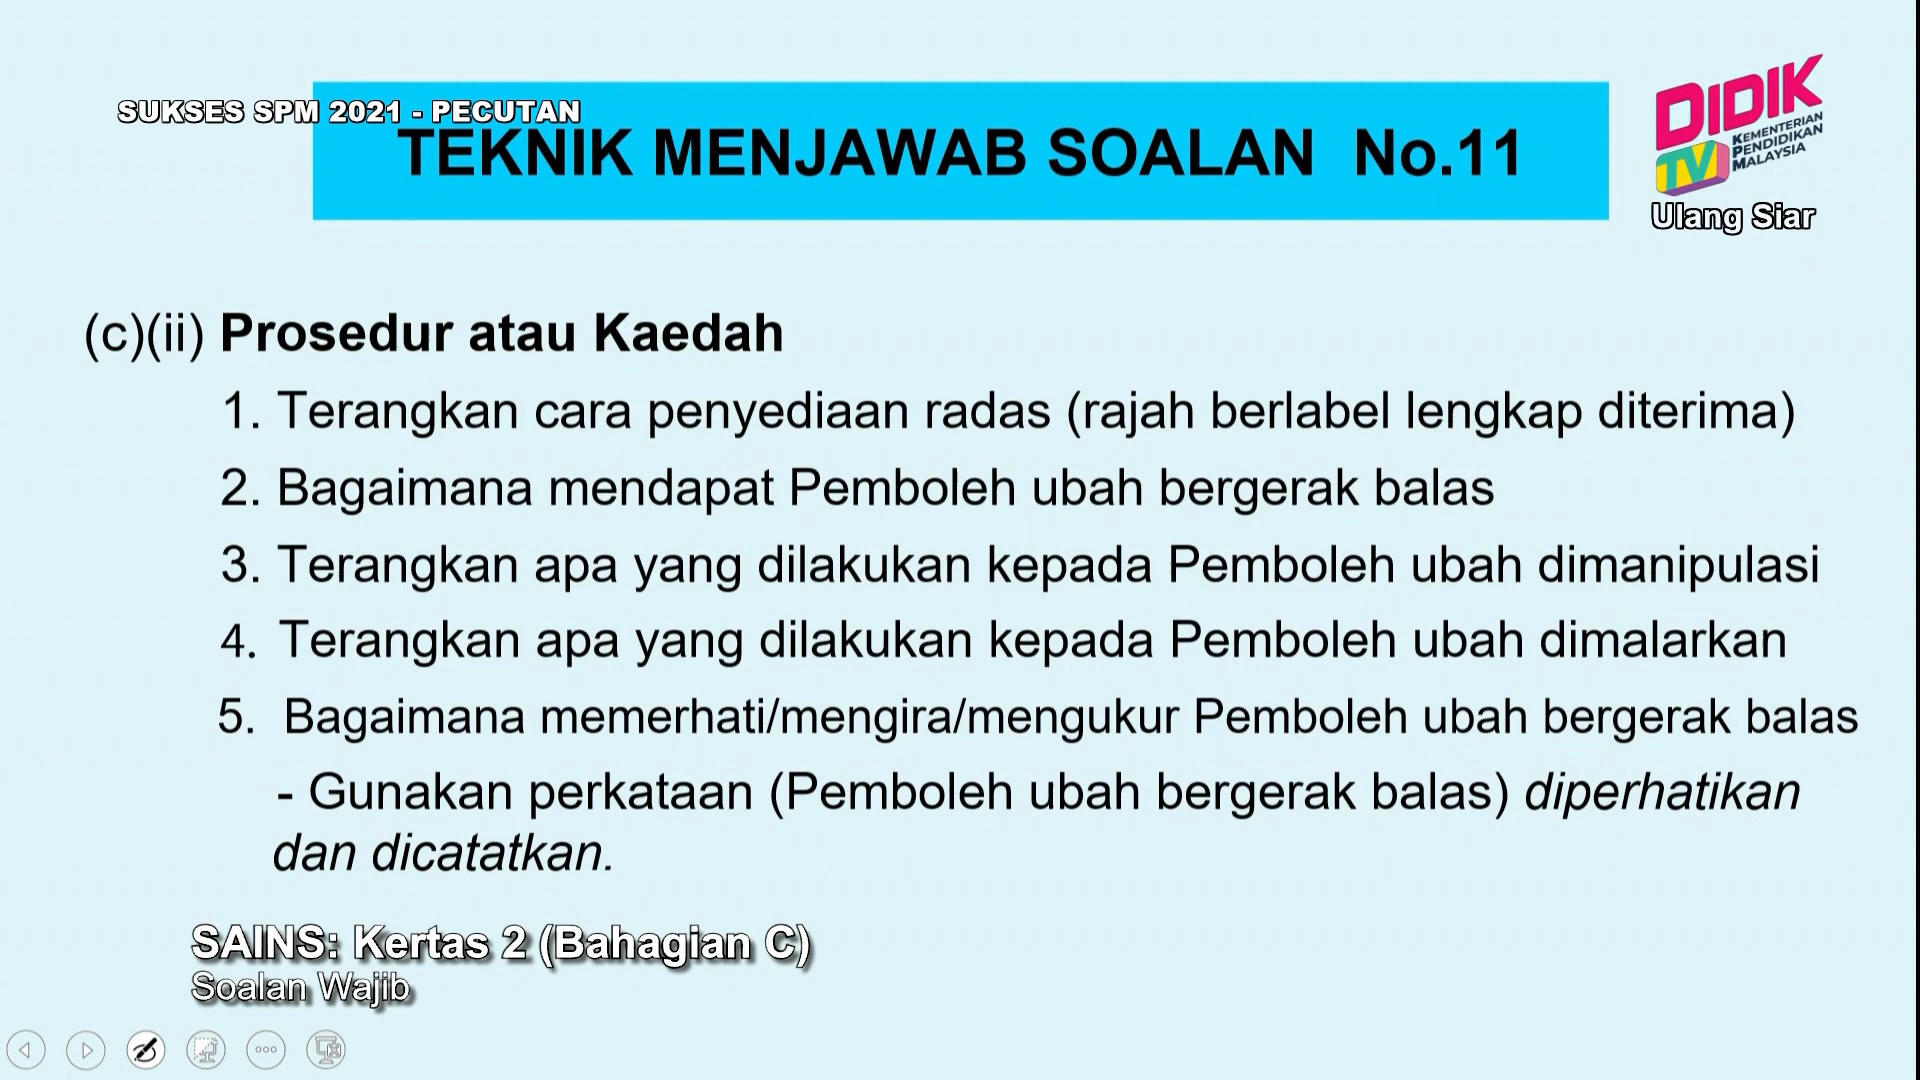 SUKSES SPM 2021 - PECUTAN
TEKNIK MENJAWAB SOALAN No.11
DIDIK
TV
KEMENTERIAN
PENDIDIKAN
MALAYSIA
Ulang Siar
(c)(ii) Prosedur atau Kaedah
1. Terangkan cara penyediaan radas (rajah berlabel lengkap diterima)
2. Bagaimana mendapat Pemboleh ubah bergerak balas
3. Terangkan apa yang dilakukan kepada Pemboleh ubah dimanipulasi
4. Terangkan apa yang dilakukan kepada Pemboleh ubah dimalarkan
5. Bagaimana memerhati/mengira/mengukur Pemboleh ubah bergerak balas
- Gunakan perkataan (Pemboleh ubah bergerak balas) diperhatikan
dan dicatatkan.
SAINS: Kertas 2 (Bahagian C)
Soalan Wajib